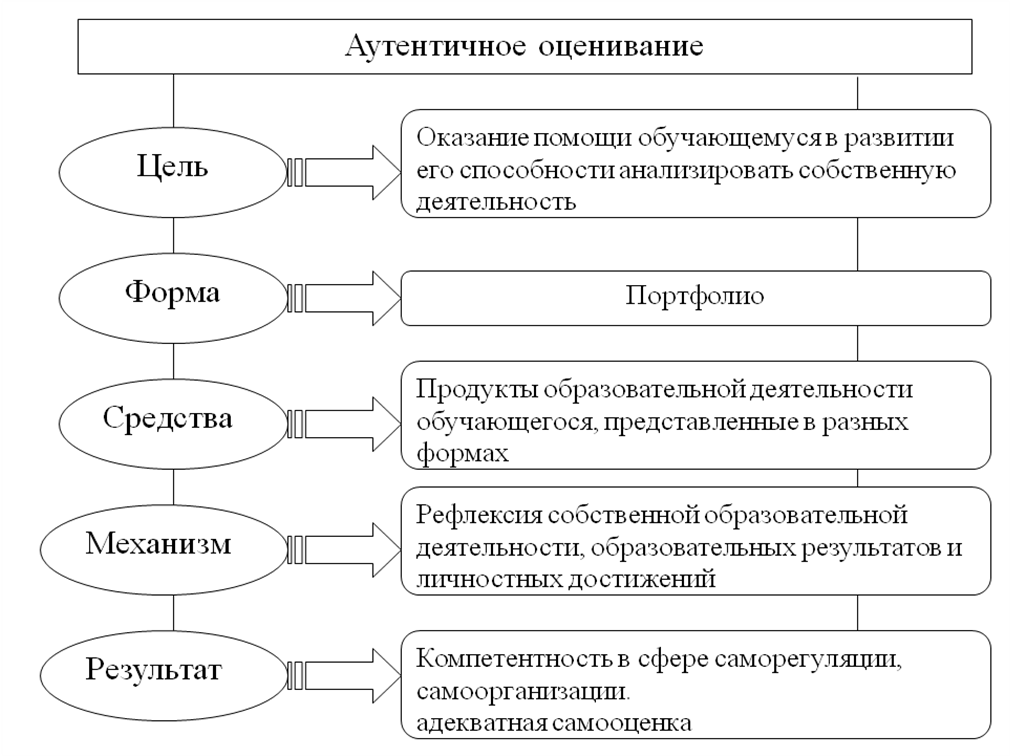 Аутентичное оценивание
Цель
Оказание помощи обучающемуся в развитии
его способности анализировать собственную
деятельность
Форма
Портфолио
Средства
Продукты образовательной деятельности
обучающегося, представленные в разных
формах
Механизм
Рефлексия собственной образовательной
деятельности, образовательных результатов и
личностных достижений
Результат
Компетентность в сфере саморегуляции,
самоорганизации.
адекватная самооценка